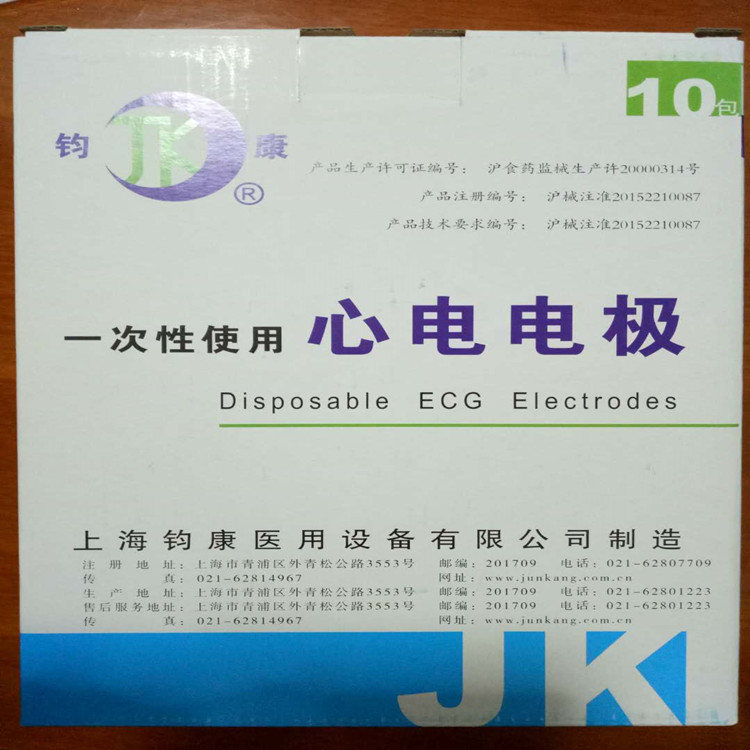 10包
钧 JK 康
®
产品生产许可证编号： 沪食药监械生产许20000314号
产品注册编号： 沪械注准20152210087
产品技术要求编号： 沪械注准20152210087
一次性使用 心电电极
Disposable ECG Electrodes
上海钧康医用设备有限公司制造
注册地址：上海市青浦区外青松公路3553号 邮编：201709 电话：021-62807709
传真：021-62814967 网址：www.junkang.com.cn
生产地址：上海市青浦区外青松公路3553号 邮编：201709 电话：021-62801223
售后服务地址：上海市青浦区外青松公路3553号 邮编：201709 电话：021-62801223
传真：021-62814967 网址：www.junkang.com.cn
JK